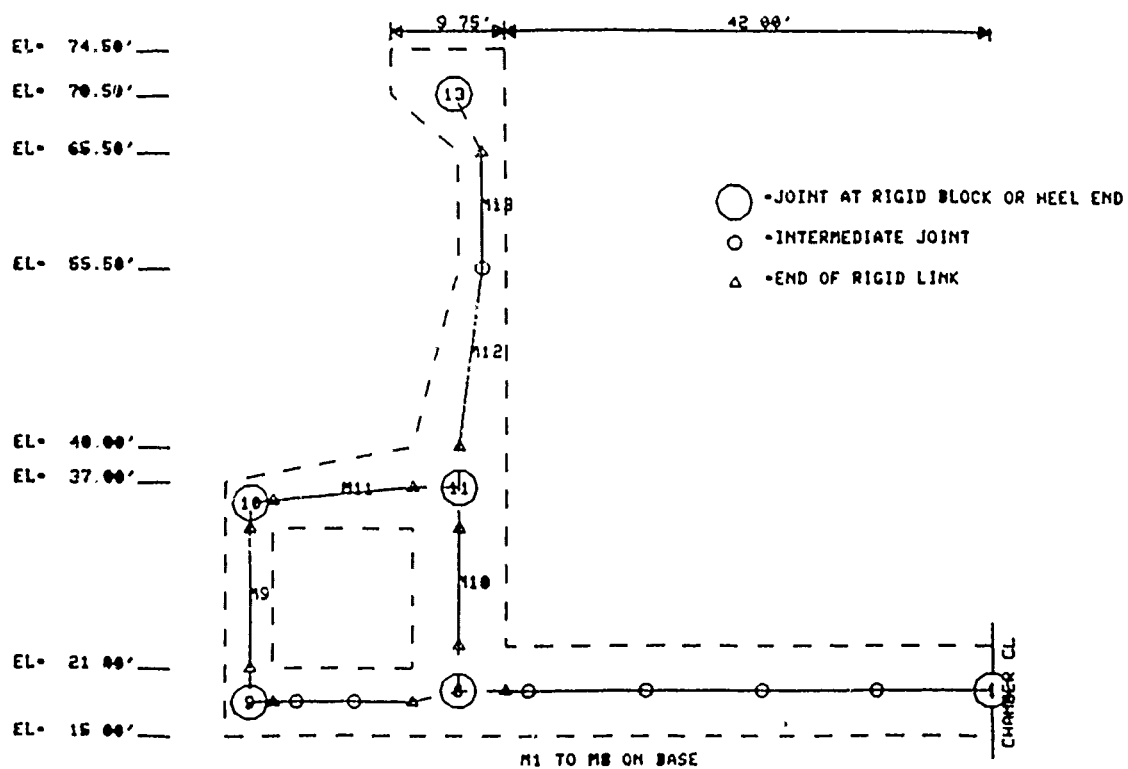 9.75' 42.00'
EL= 74.50'
EL= 70.50'
13
EL= 65.50'
M13
=JOINT AT RIGID BLOCK OR HEEL END
=INTERMEDIATE JOINT
=END OF RIGID LINK
EL= 55.50'
M12
EL= 40.00'
EL= 37.00'
10
M11
11
M9
M10
EL= 21.00'
9
1
CHAMBER CL
EL= 15.00'
M1 TO M8 ON BASE